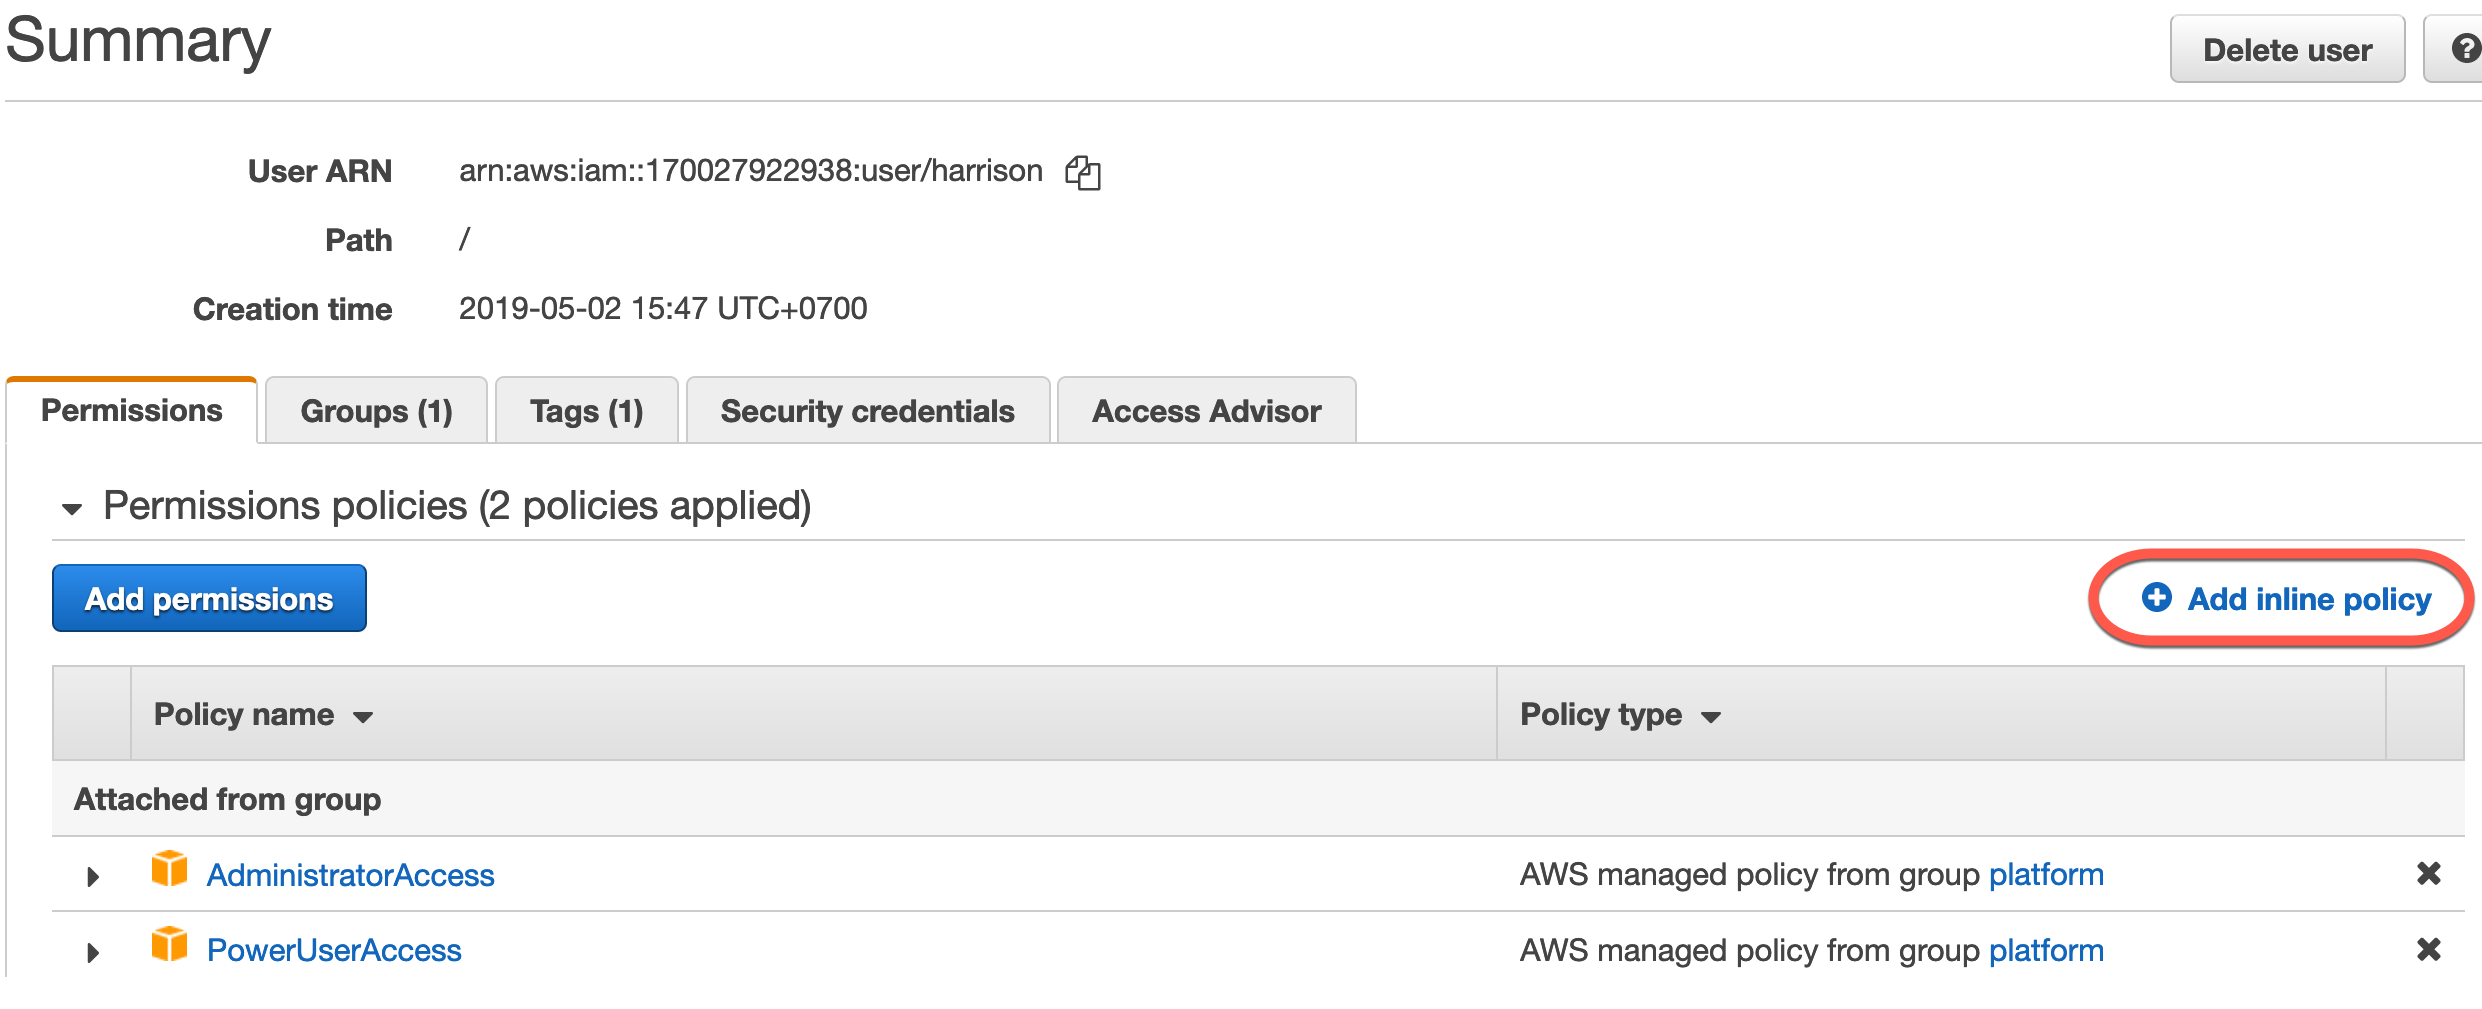 Summary
Delete user
User ARN arn:aws:iam::170027922938:user/harrison
Path /
Creation time 2019-05-02 15:47 UTC+0700
Permissions Groups (1) Tags (1) Security credentials Access Advisor
Permissions policies (2 policies applied)
Add permissions Add inline policy
Policy name Policy type
Attached from group
AdministratorAccess AWS managed policy from group platform
PowerUserAccess AWS managed policy from group platform